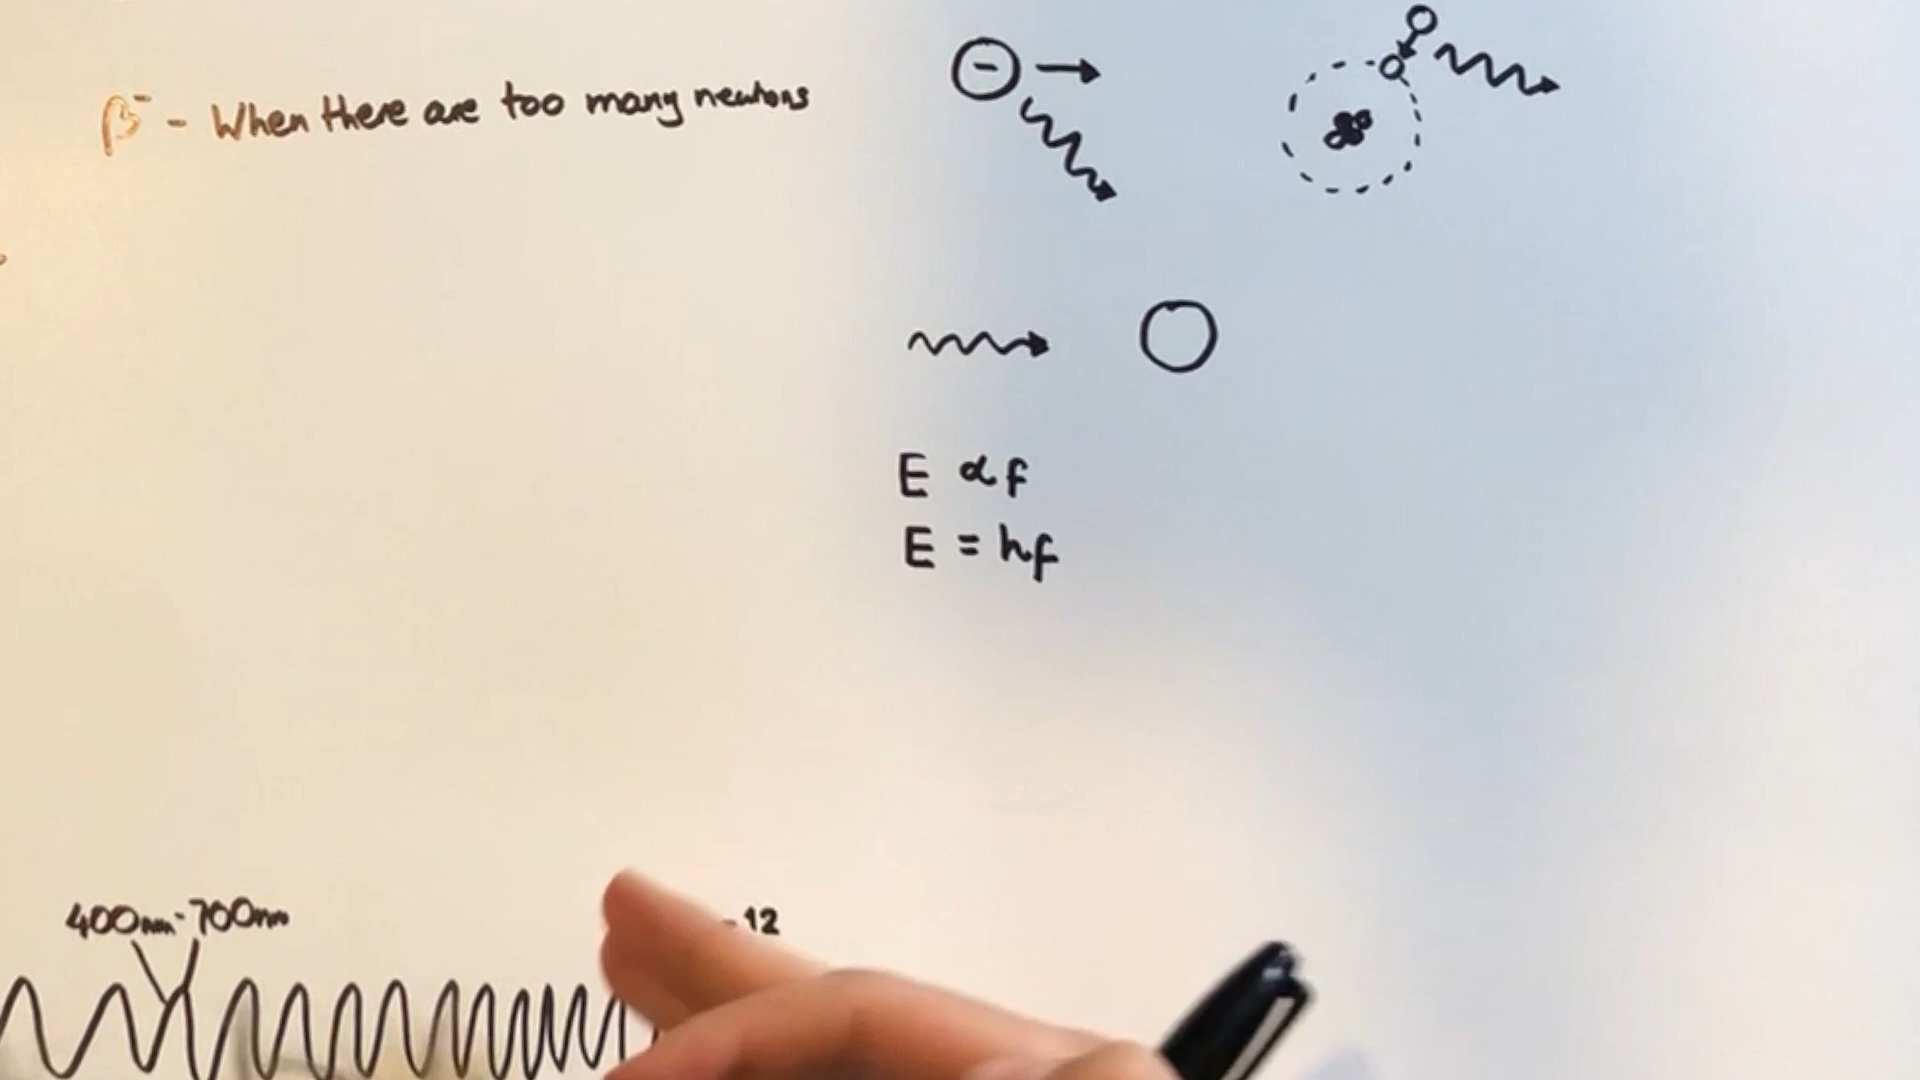 β⁻ - When there are too many neutrons
-
E ∝ f
E = hf
400nm-700nm
-12